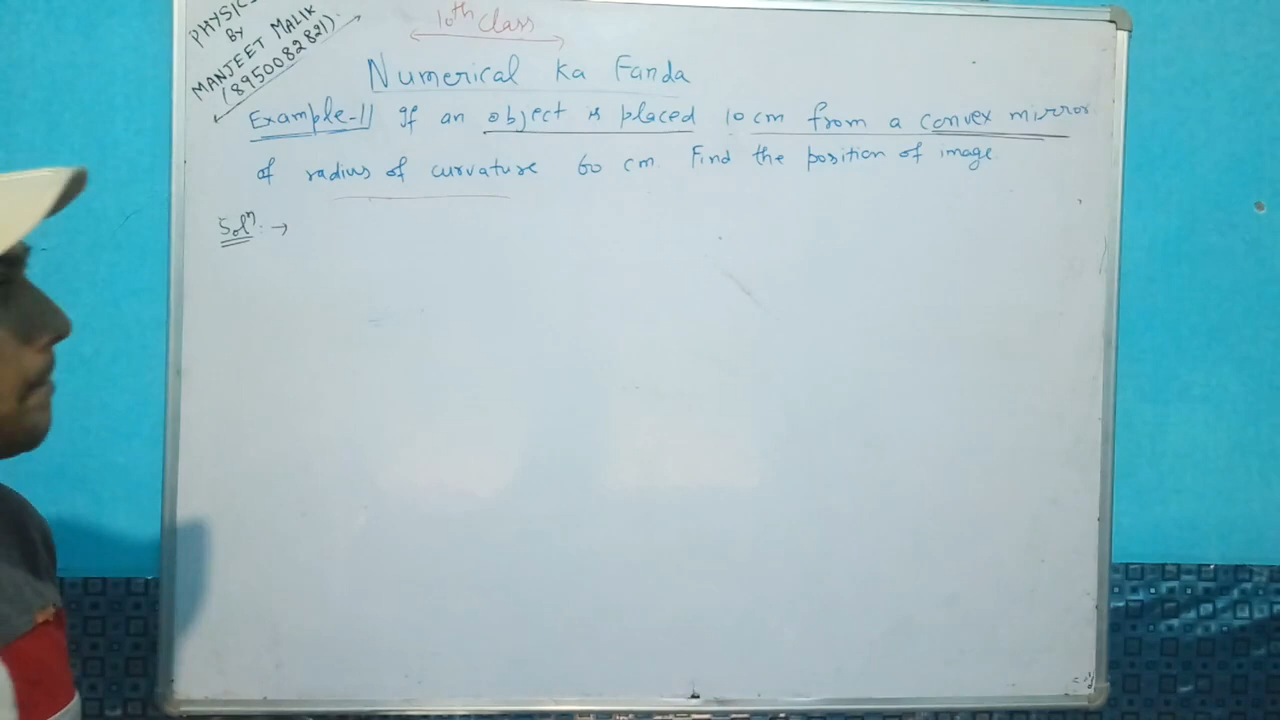 PHYSICS
By
MANJEET MALIK
(8950082821).
10th Class
Numerical ka Fanda
Example-11 If an object is placed 10 cm from a convex mirror
of radius of curvature 60 cm. Find the position of image
Solⁿ: →